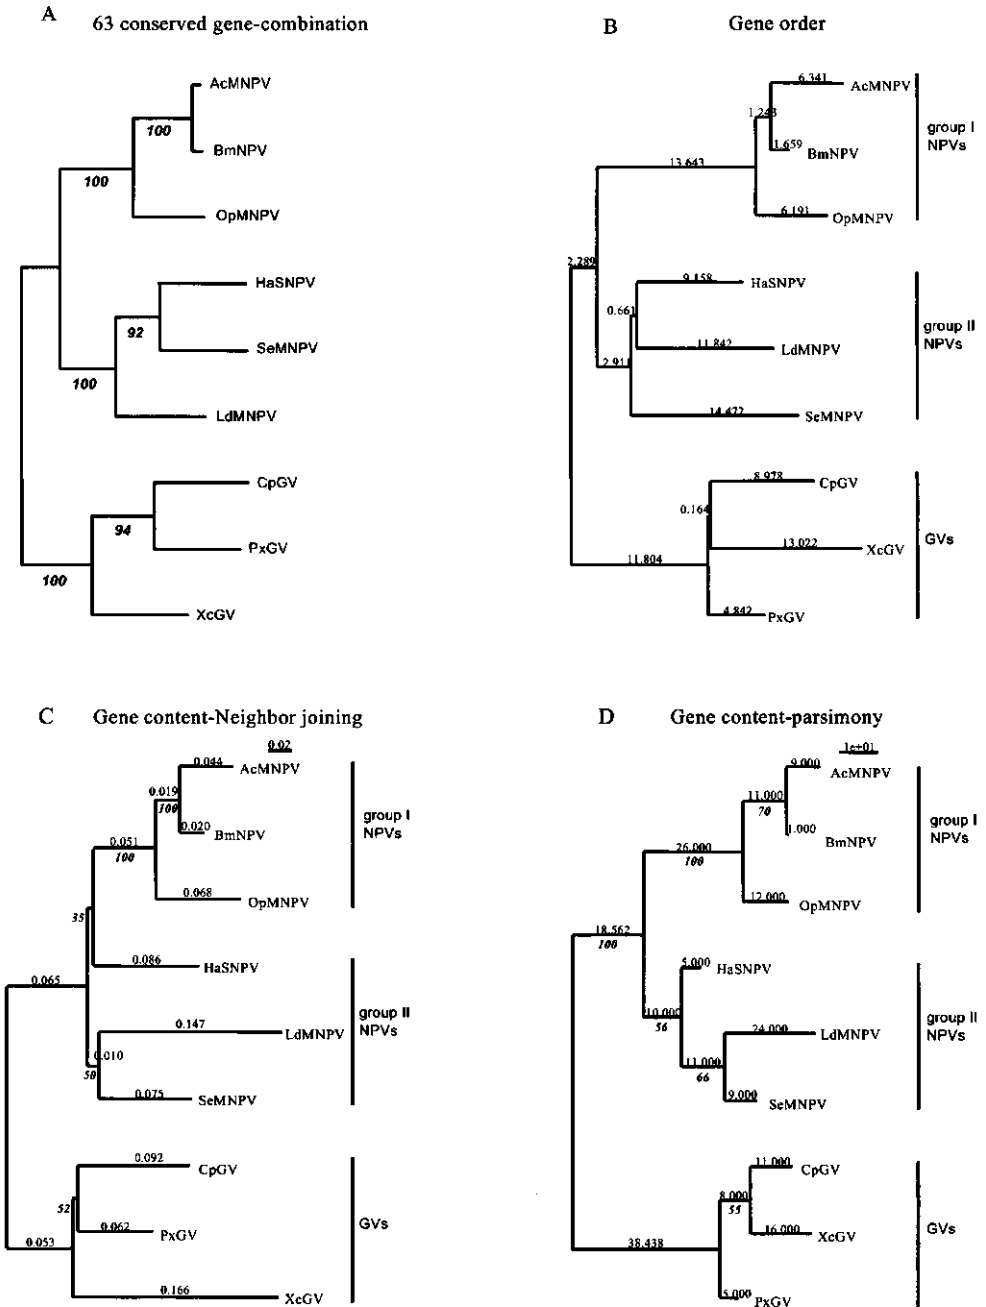 A
63 conserved gene-combination
AcMNPV
100
BmNPV
100
OpMNPV
HaSNPV
92
SeMNPV
100
LdMNPV
CpGV
94
PxGV
100
XcGV
B
Gene order
6.341
AcMNPV
1.243
group I
NPVs
1.659
BmNPV
13.643
6.191
OpMNPV
2.289
9.158
HaSNPV
0.661
group II
NPVs
11.842
LdMNPV
2.911
14.472
SeMNPV
8.978
CpGV
0.164
GVs
13.022
XcGV
11.804
4.842
PxGV
C
Gene content-Neighbor joining
0.02
0.044
AcMNPV
0.019
100
group I
NPVs
0.020
BmNPV
0.051
100
0.068
OpMNPV
35
0.086
HaSNPV
0.065
group II
NPVs
0.147
LdMNPV
0.010
50
0.075
SeMNPV
0.092
CpGV
52
GVs
0.062
PxGV
0.053
0.166
XcGV
D
Gene content-parsimony
1e+01
9.000
AcMNPV
11.000
70
group I
NPVs
1.000
BmNPV
26.000
100
12.000
OpMNPV
18.562
100
5.000
HaSNPV
10.000
56
group II
NPVs
24.000
LdMNPV
11.000
66
9.000
SeMNPV
11.000
CpGV
8.000
55
GVs
16.000
XcGV
38.438
5.000
PxGV